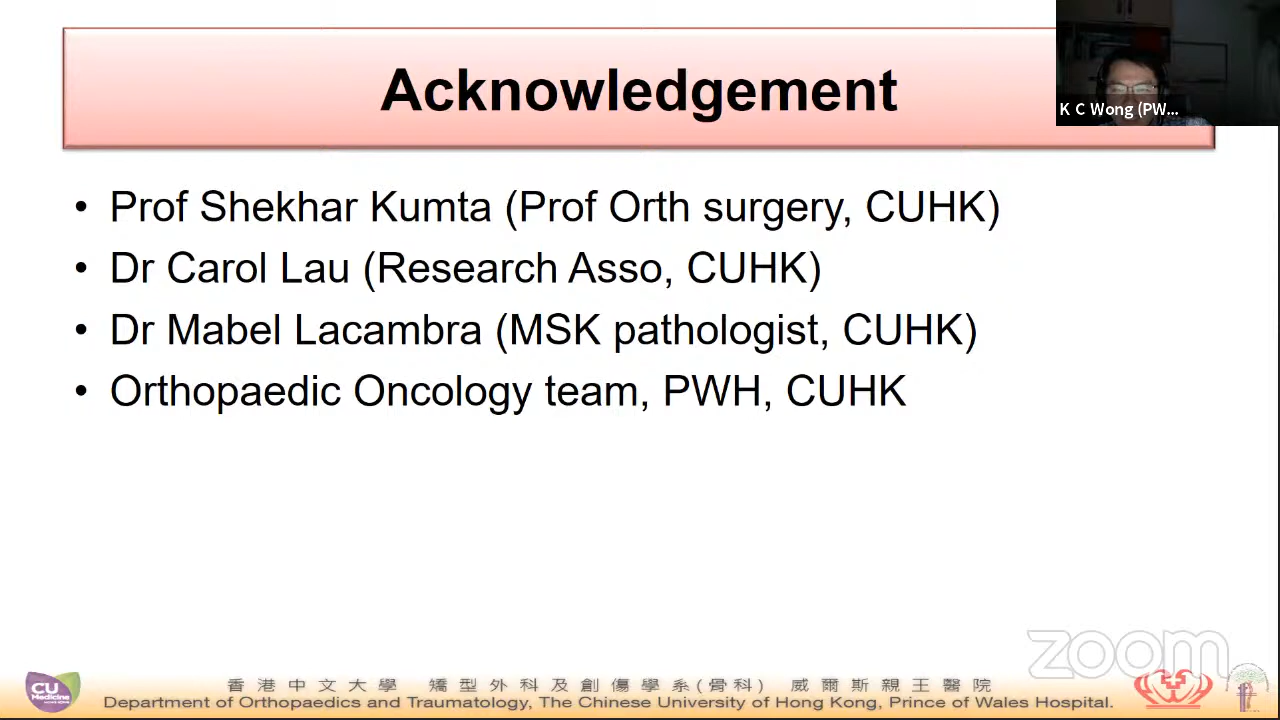 Acknowledgement
K C Wong (PW...
• Prof Shekhar Kumta (Prof Orth surgery, CUHK)
• Dr Carol Lau (Research Asso, CUHK)
• Dr Mabel Lacambra (MSK pathologist, CUHK)
• Orthopaedic Oncology team, PWH, CUHK
zoom
CU
Medicine
HONG KONG
香港中文大學 矯型外科及創傷學系(骨科) 威爾斯親王醫院
Department of Orthopaedics and Traumatology, The Chinese University of Hong Kong, Prince of Wales Hospital.